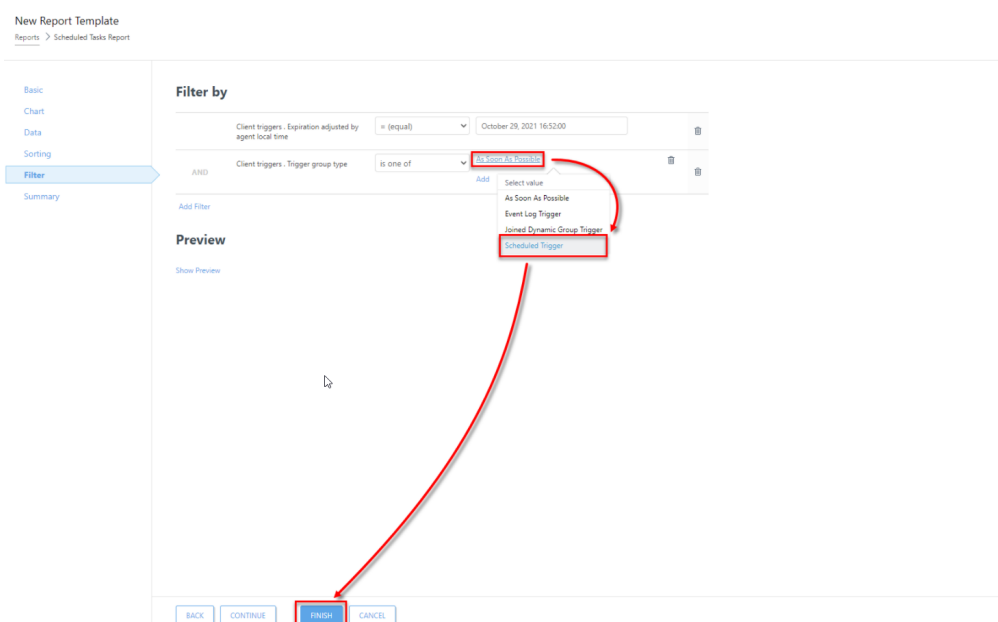 New Report Template
Reports > Scheduled Tasks Report
Basic
Chart
Data
Sorting
Filter
Summary
Filter by
Client triggers . Expiration adjusted by
agent local time
= (equal)
October 29, 2021 16:52:00
AND
Client triggers . Trigger group type
is one of
As Soon As Possible
Add
Select value
As Soon As Possible
Event Log Trigger
Joined Dynamic Group Trigger
Scheduled Trigger
Add Filter
Preview
Show Preview
BACK
CONTINUE
FINISH
CANCEL